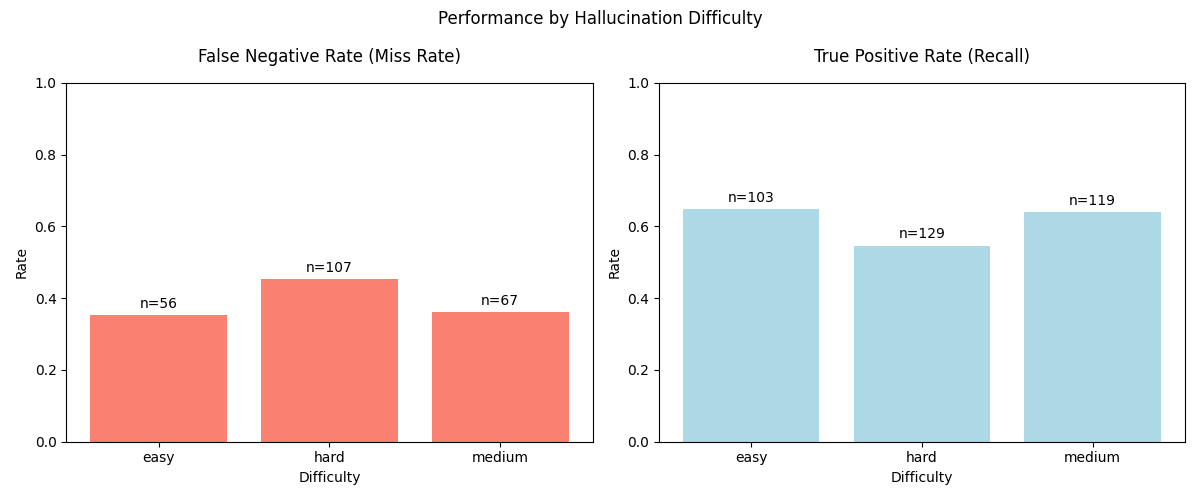 Performance by Hallucination Difficulty
False Negative Rate (Miss Rate)
1.0
0.8
0.6
0.4
0.2
0.0
Rate
n=56
n=107
n=67
easy
hard
medium
Difficulty
True Positive Rate (Recall)
1.0
0.8
0.6
0.4
0.2
0.0
Rate
n=103
n=129
n=119
easy
hard
medium
Difficulty